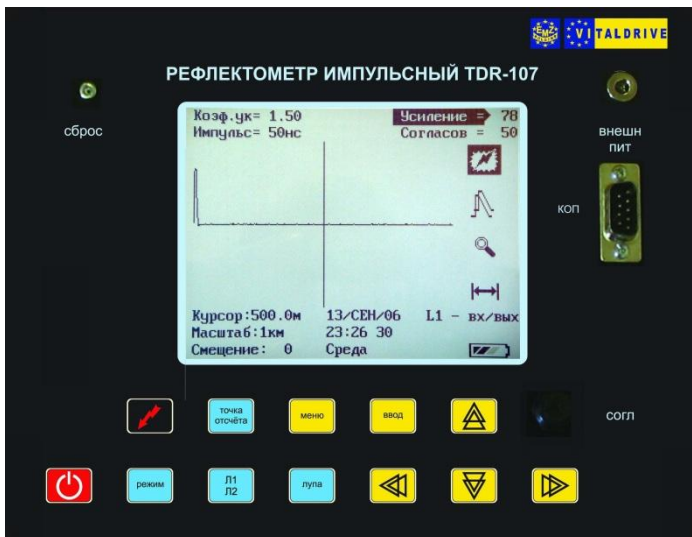 VITALDRIVE
РЕФЛЕКТОМЕТР ИМПУЛЬСНЫЙ TDR-107
сброс
внешн
пит
Коэф.ук= 1.50
Импульс= 50нс
Усиление = 78
Согласов = 50
коп
Курсор:500.0м
Масштаб:1км
Смещение: 0
13/СЕН/06
23:26 30
Среда
L1 - вх/вых
точка
отсчёта
меню
ввод
согл
режим
Л1
Л2
лупа